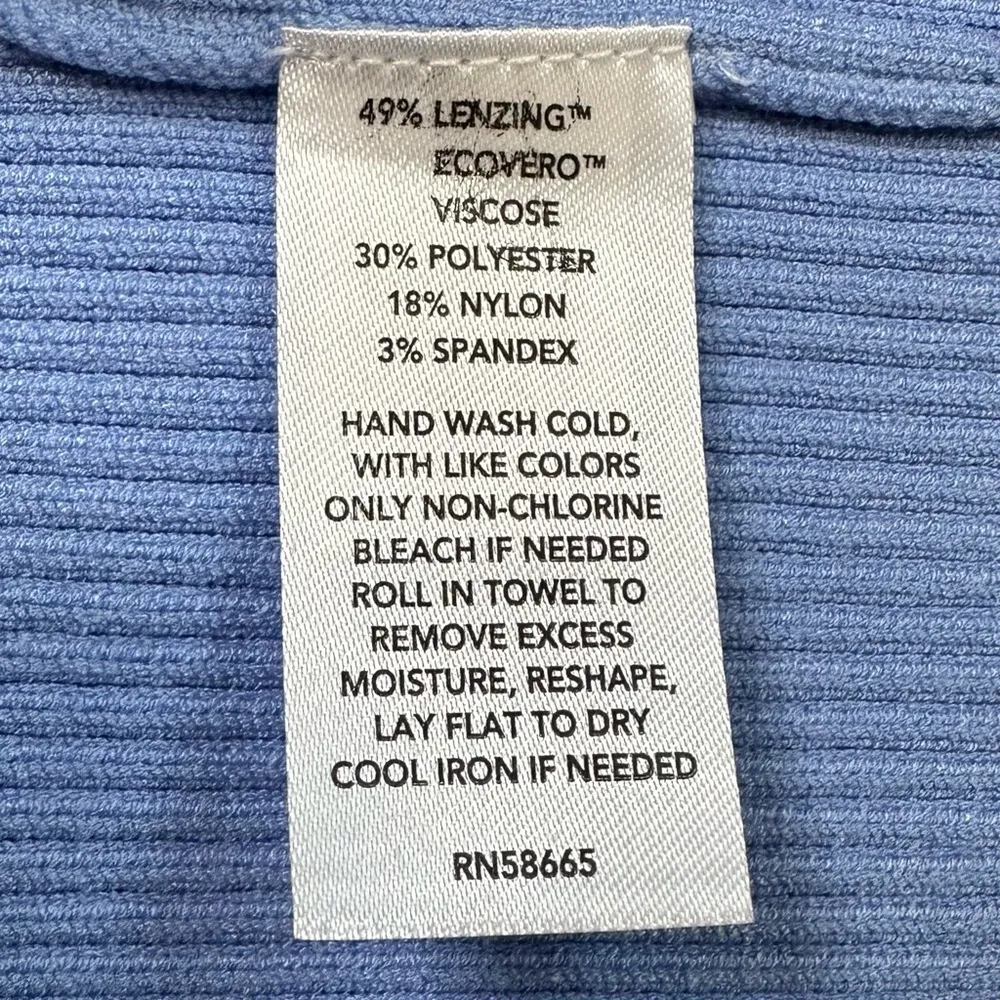 49% LENZING™
ECOVERO™
VISCOSE
30% POLYESTER
18% NYLON
3% SPANDEX
HAND WASH COLD,
WITH LIKE COLORS
ONLY NON-CHLORINE
BLEACH IF NEEDED
ROLL IN TOWEL TO
REMOVE EXCESS
MOISTURE, RESHAPE,
LAY FLAT TO DRY
COOL IRON IF NEEDED
RN58665